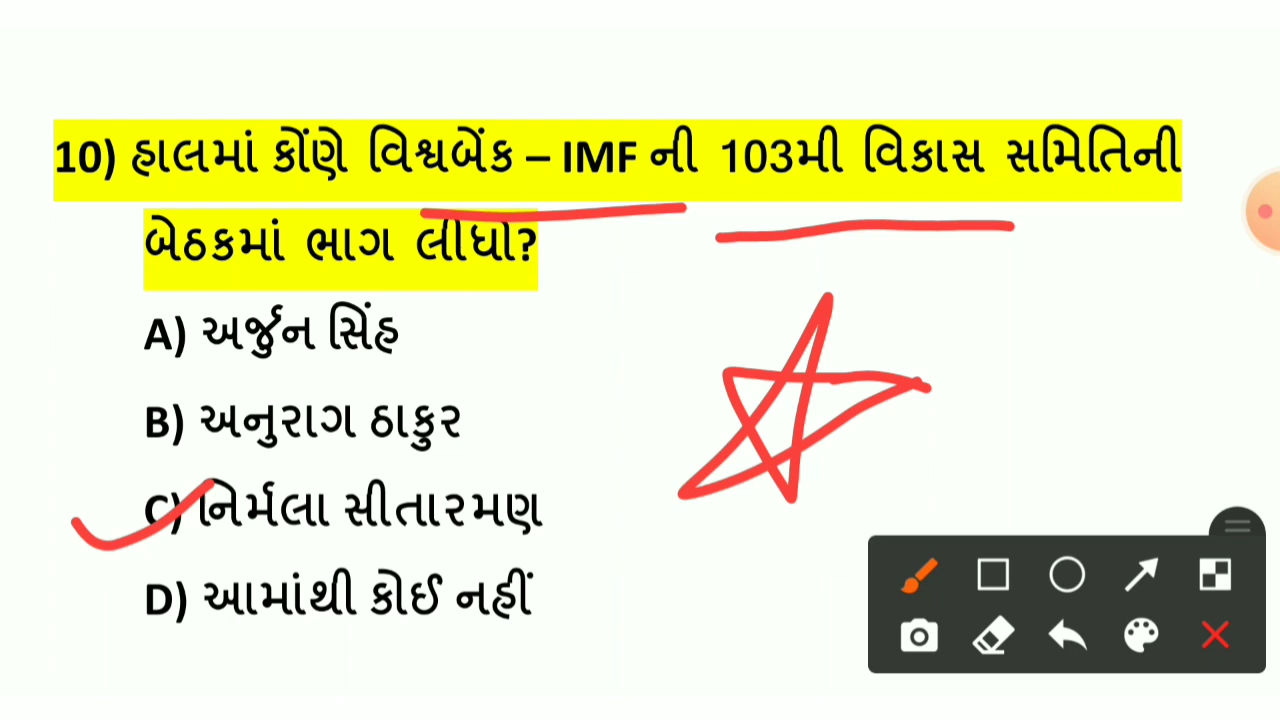 10) હાલમાં કોંણે વિશ્વબેંક – IMF ની 103મી વિકાસ સમિતિની
બેઠકમાં ભાગ લીધો?
A) અર્જુન સિંહ
B) અનુરાગ ઠાકુર
C) નિર્મલા સીતારમણ
D) આમાંથી કોઈ નહીં